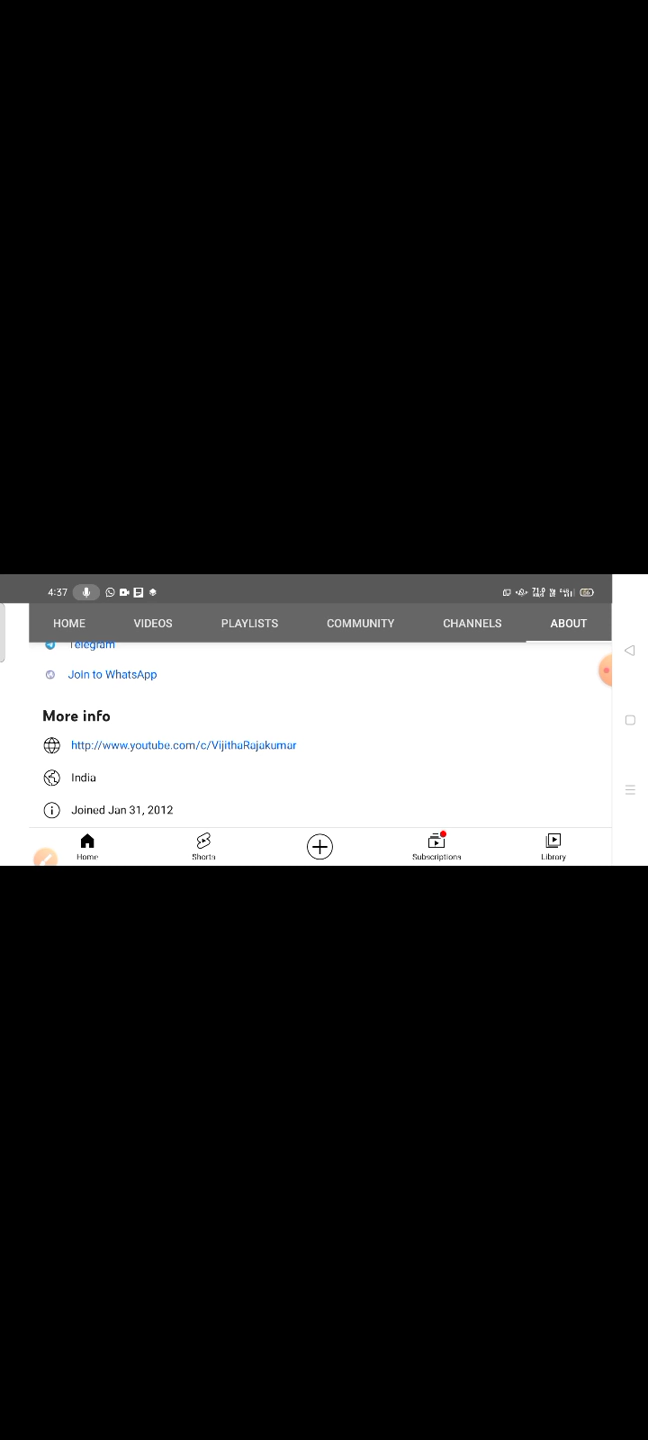 4:37
HOME VIDEOS PLAYLISTS COMMUNITY CHANNELS ABOUT
Telegram
Join to WhatsApp
More info
http://www.youtube.com/c/VijithaRajakumar
India
Joined Jan 31, 2012
Home Shorts Subscriptions Library